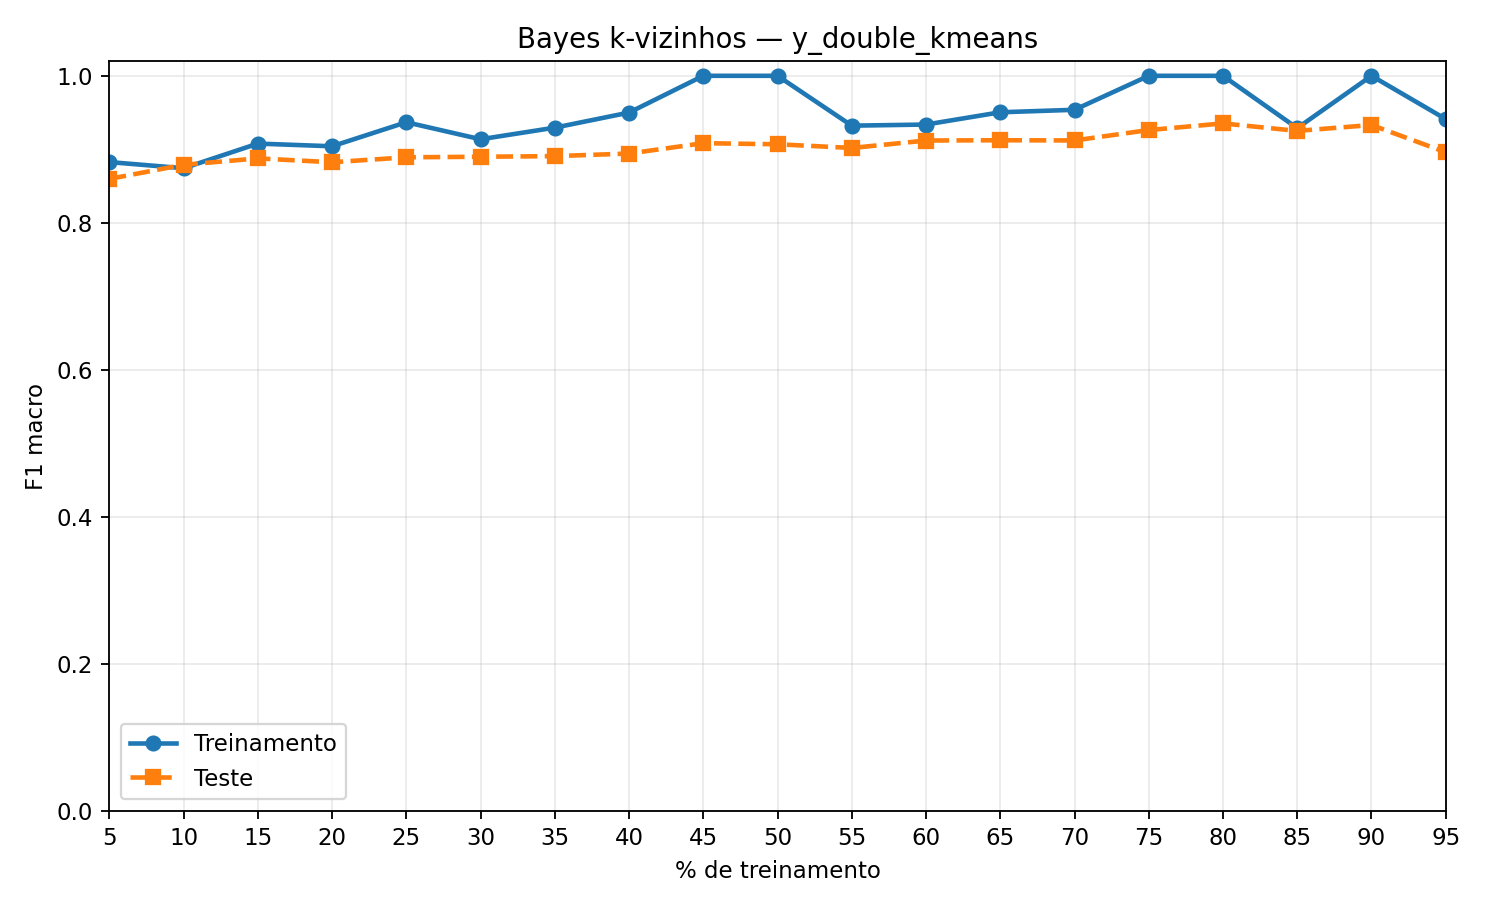 Bayes k-vizinhos — y_double_kmeans
F1 macro
1.0
0.8
0.6
0.4
0.2
0.0
Treinamento
Teste
5 10 15 20 25 30 35 40 45 50 55 60 65 70 75 80 85 90 95
% de treinamento